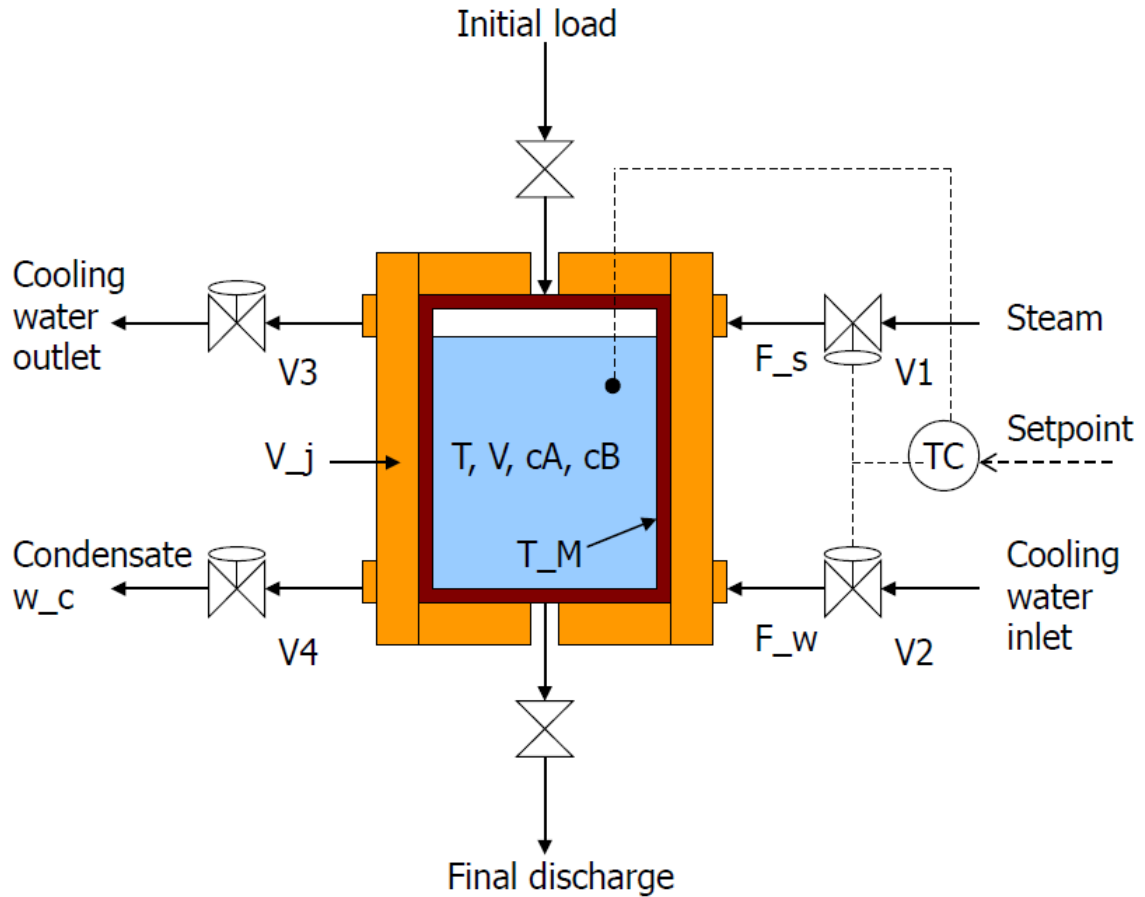 Initial load
Cooling
water
outlet
V3
F_s
V1
Steam
V_j
T, V, cA, cB
TC
Setpoint
T_M
Condensate
w_c
V4
F_w
V2
Cooling
water
inlet
Final discharge